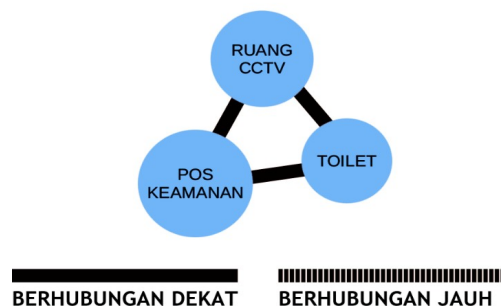 RUANG
CCTV
TOILET
POS
KEAMANAN
BERHUBUNGAN DEKAT
BERHUBUNGAN JAUH